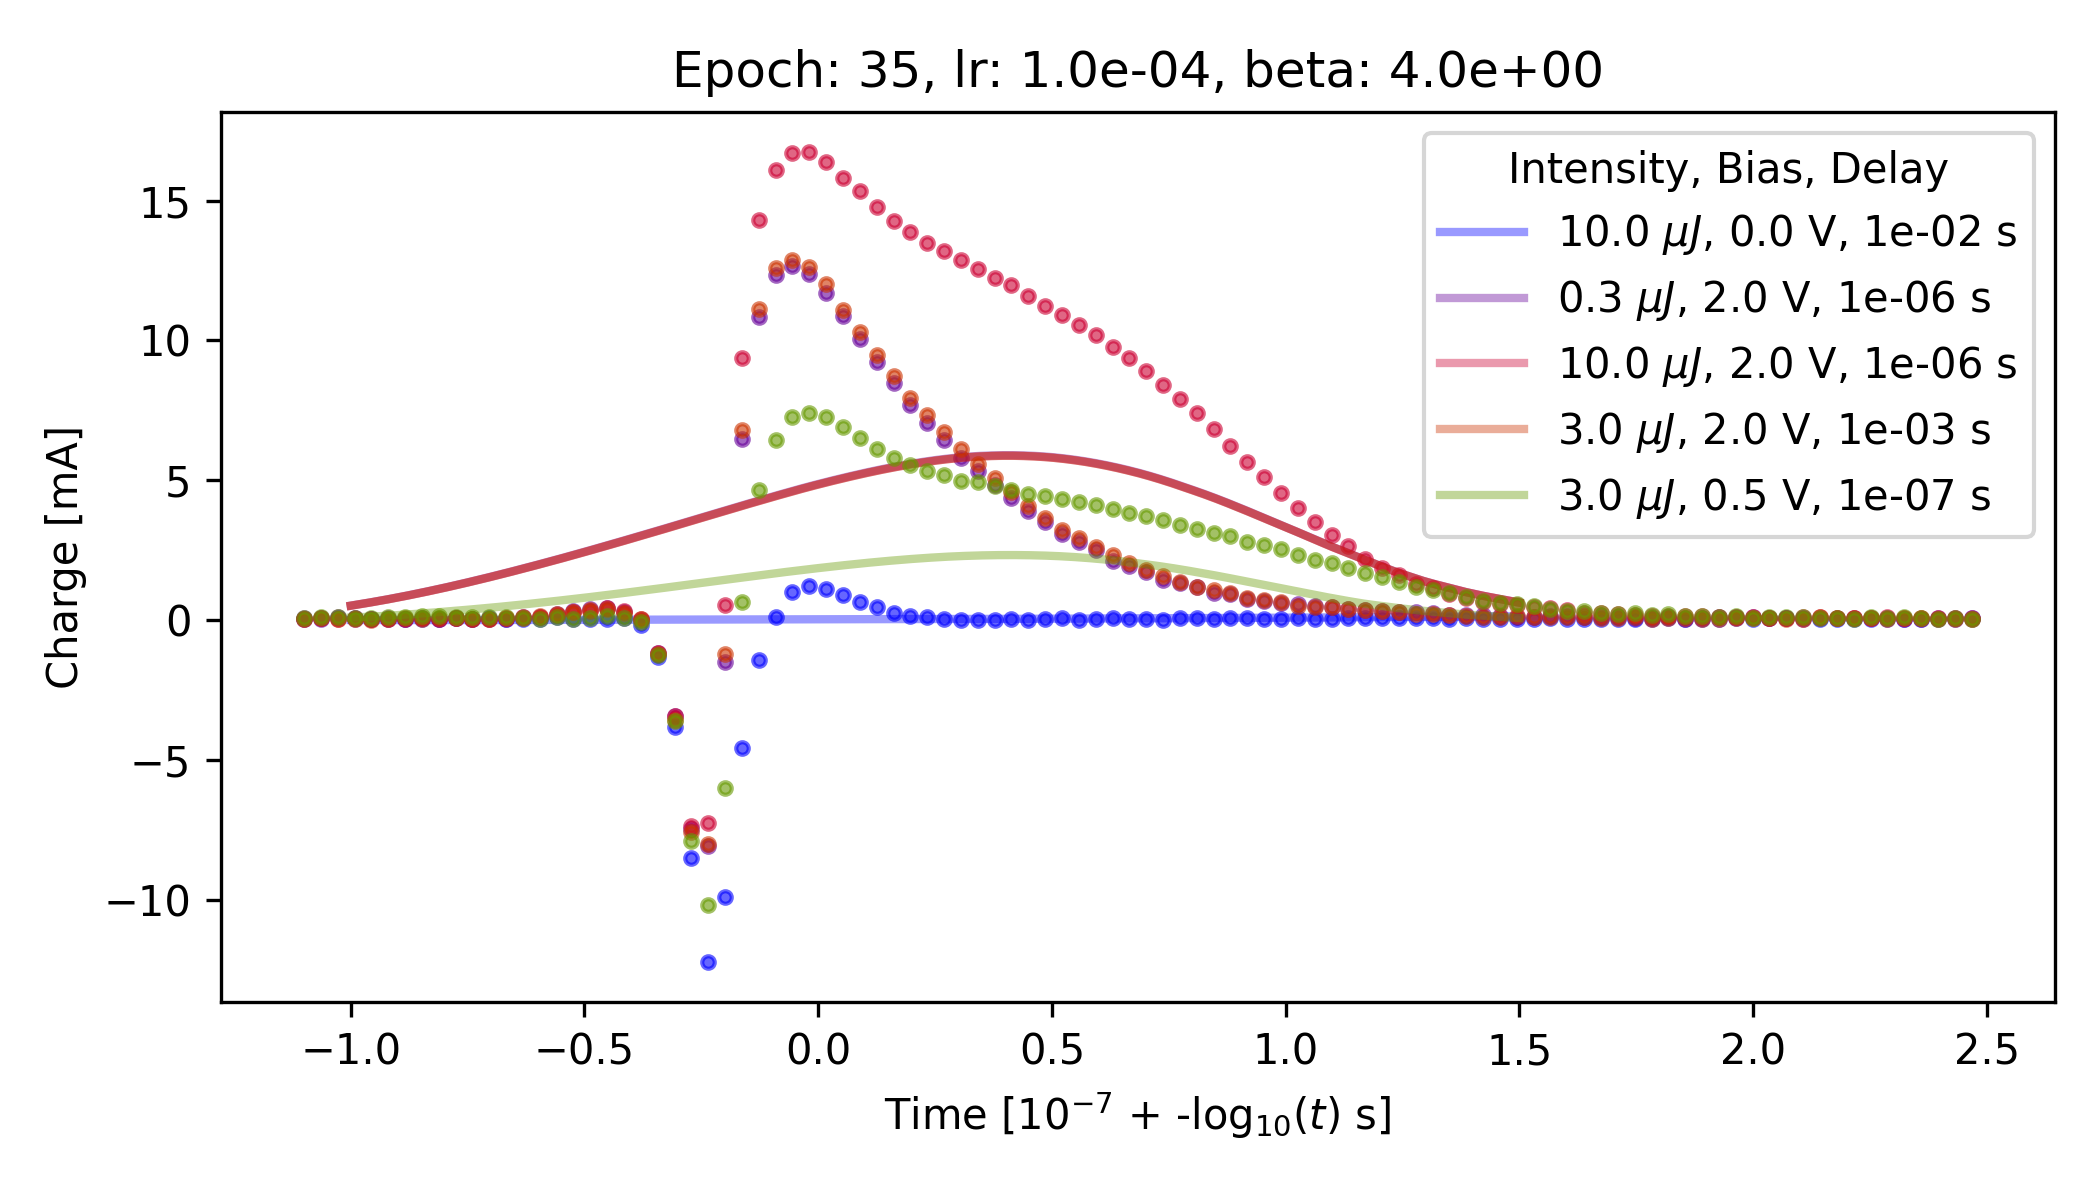 Epoch: 35, lr: 1.0e-04, beta: 4.0e+00
Charge [mA]
15
10
5
0
−5
−10
Intensity, Bias, Delay
10.0 μJ, 0.0 V, 1e-02 s
0.3 μJ, 2.0 V, 1e-06 s
10.0 μJ, 2.0 V, 1e-06 s
3.0 μJ, 2.0 V, 1e-03 s
3.0 μJ, 0.5 V, 1e-07 s
−1.0 −0.5 0.0 0.5 1.0 1.5 2.0 2.5
Time [10⁻⁷ + -log₁₀(t) s]